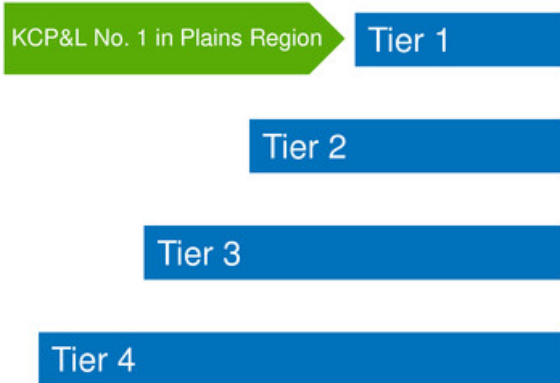 KCP&L No. 1 in Plains Region
Tier 1
Tier 2
Tier 3
Tier 4